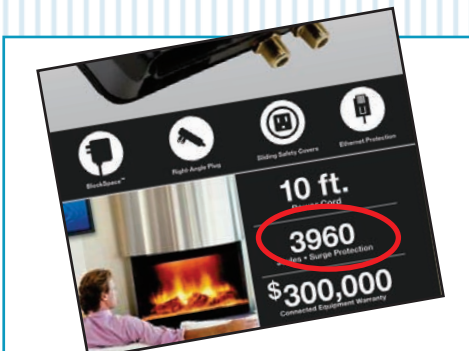 BlockSpace™
Right-Angle Plug
Sliding Safety Covers
Ethernet Protection
10 ft.
Power Cord
3960
Surge Protection
$300,000
Connected Equipment Warranty